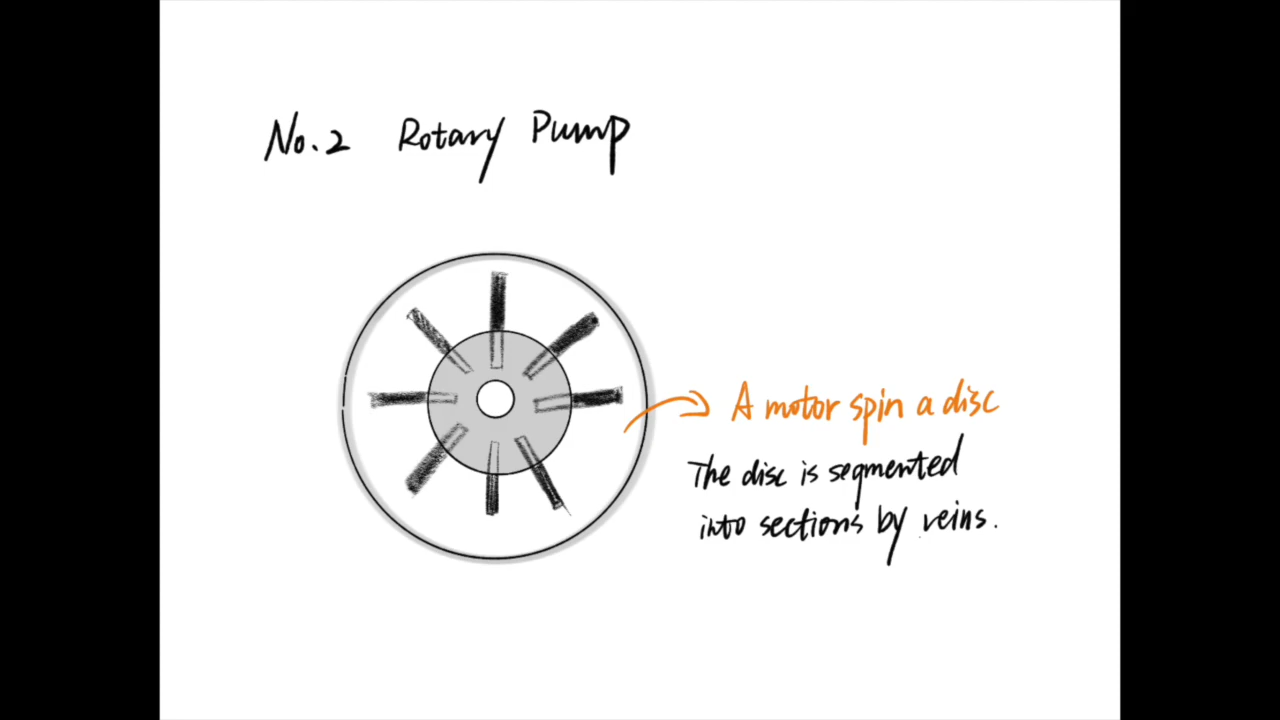 No.2 Rotary Pump
A motor spin a disc
The disc is segmented
into sections by veins.